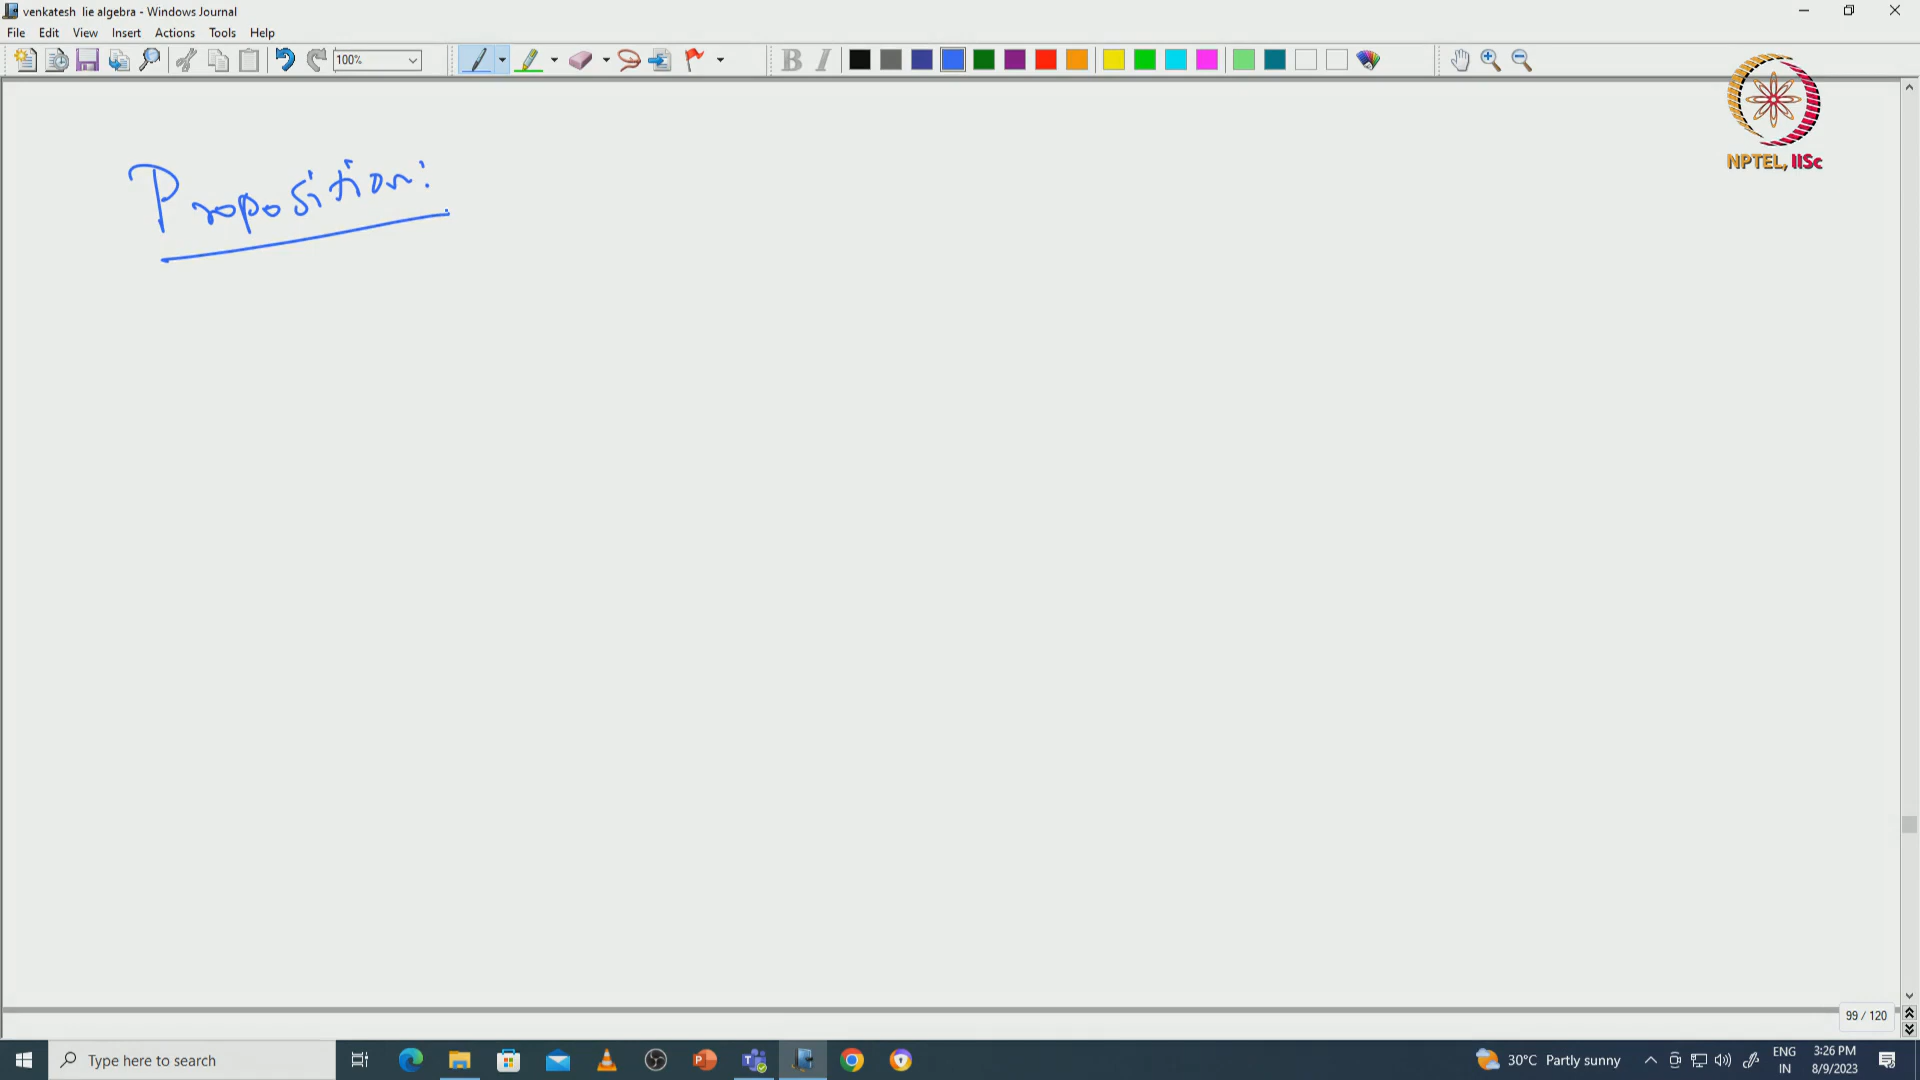 venkatesh lie algebra - Windows Journal
File Edit View Insert Actions Tools Help
100%
B I
NPTEL, IISc
Proposition:
99 / 120
Type here to search
30°C Partly sunny
ENG
IN
3:26 PM
8/9/2023